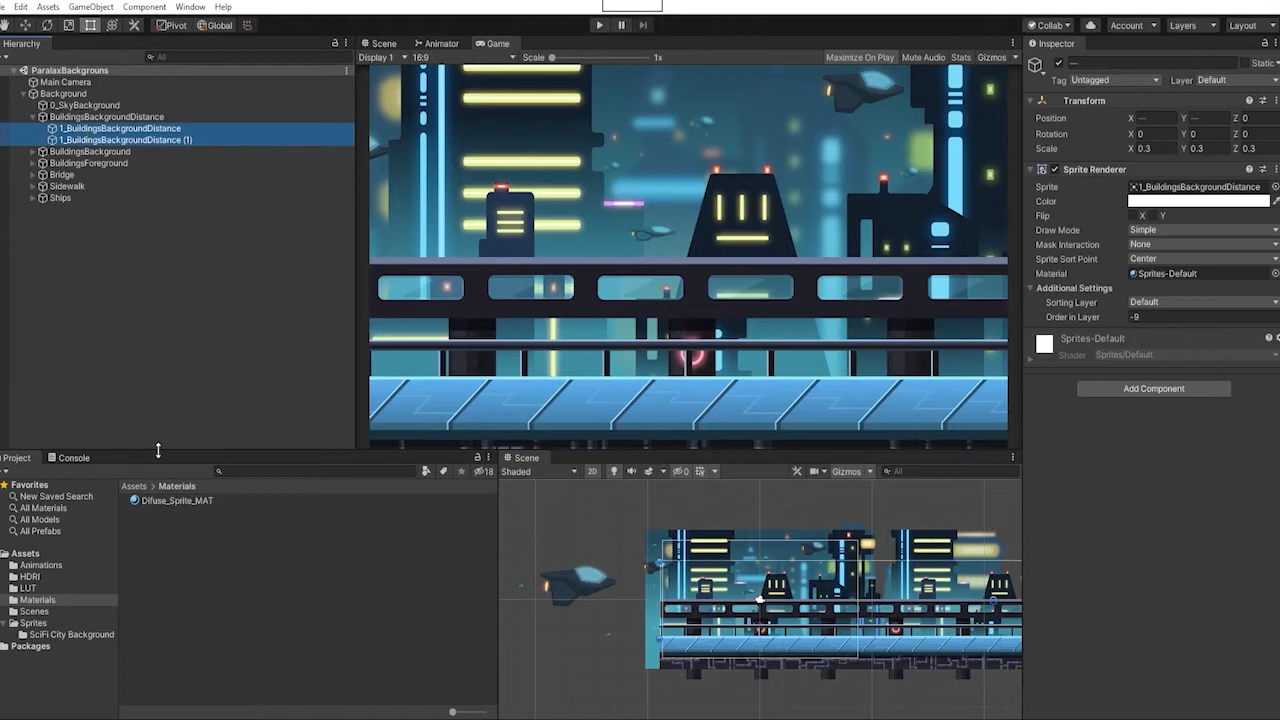 Edit Assets GameObject Component Window Help
Pivot Global Collab Account Layers Layout
Hierarchy Scene Animator Game Inspector
All Display 1 16:9 Scale 1x Maximize On Play Mute Audio Stats Gizmos — Static
ParalaxBackgrouns
Main Camera Tag Untagged Layer Default
Background
0_SkyBackground Transform
BuildingsBackgroundDistance Position X — Y — Z 0
1_BuildingsBackgroundDistance Rotation X 0 Y 0 Z 0
1_BuildingsBackgroundDistance (1) Scale X 0.3 Y 0.3 Z 0.3
BuildingsBackground
BuildingsForeground Sprite Renderer
Bridge
Sidewalk Sprite 1_BuildingsBackgroundDistance
Ships Color
Flip X Y
Draw Mode Simple
Mask Interaction None
Sprite Sort Point Center
Material Sprites-Default
Additional Settings
Sorting Layer Default
Order in Layer -9
Sprites-Default
Shader Sprites/Default
Add Component
Project Console Scene
18 Shaded 2D 0 Gizmos All
Favorites Assets Materials
New Saved Search Difuse_Sprite_MAT
All Materials
All Models
All Prefabs
Assets
Animations
HDRI
LUT
Materials
Scenes
Sprites
SciFi City Background
Packages